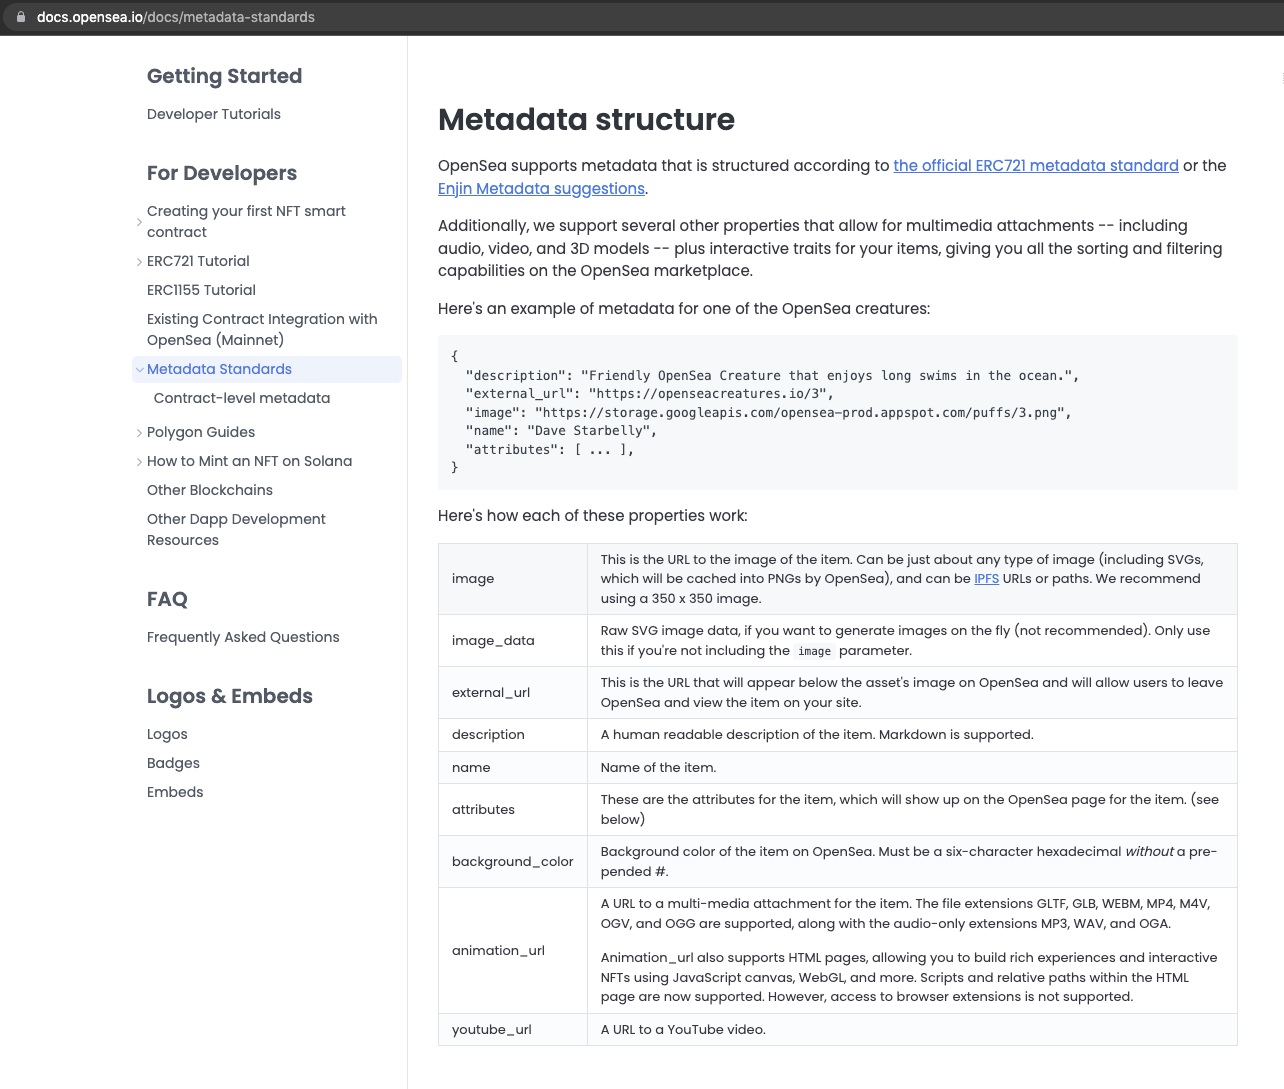 docs.opensea.io/docs/metadata-standards
Getting Started
Developer Tutorials
For Developers
Creating your first NFT smart
contract
ERC721 Tutorial
ERC1155 Tutorial
Existing Contract Integration with
OpenSea (Mainnet)
Metadata Standards
Contract-level metadata
Polygon Guides
How to Mint an NFT on Solana
Other Blockchains
Other Dapp Development
Resources
FAQ
Frequently Asked Questions
Logos & Embeds
Logos
Badges
Embeds
Metadata structure
OpenSea supports metadata that is structured according to the official ERC721 metadata standard or the
Enjin Metadata suggestions.
Additionally, we support several other properties that allow for multimedia attachments -- including
audio, video, and 3D models -- plus interactive traits for your items, giving you all the sorting and filtering
capabilities on the OpenSea marketplace.
Here's an example of metadata for one of the OpenSea creatures:
{
"description": "Friendly OpenSea Creature that enjoys long swims in the ocean.",
"external_url": "https://openseacreatures.io/3",
"image": "https://storage.googleapis.com/opensea-prod.appspot.com/puffs/3.png",
"name": "Dave Starbelly",
"attributes": [ ... ],
}
Here's how each of these properties work:
image
This is the URL to the image of the item. Can be just about any type of image (including SVGs,
which will be cached into PNGs by OpenSea), and can be IPFS URLs or paths. We recommend
using a 350 x 350 image.
image_data
Raw SVG image data, if you want to generate images on the fly (not recommended). Only use
this if you're not including the image parameter.
external_url
This is the URL that will appear below the asset's image on OpenSea and will allow users to leave
OpenSea and view the item on your site.
description
A human readable description of the item. Markdown is supported.
name
Name of the item.
attributes
These are the attributes for the item, which will show up on the OpenSea page for the item. (see
below)
background_color
Background color of the item on OpenSea. Must be a six-character hexadecimal without a pre-
pended #.
animation_url
A URL to a multi-media attachment for the item. The file extensions GLTF, GLB, WEBM, MP4, M4V,
OGV, and OGG are supported, along with the audio-only extensions MP3, WAV, and OGA.
Animation_url also supports HTML pages, allowing you to build rich experiences and interactive
NFTs using JavaScript canvas, WebGL, and more. Scripts and relative paths within the HTML
page are now supported. However, access to browser extensions is not supported.
youtube_url
A URL to a YouTube video.